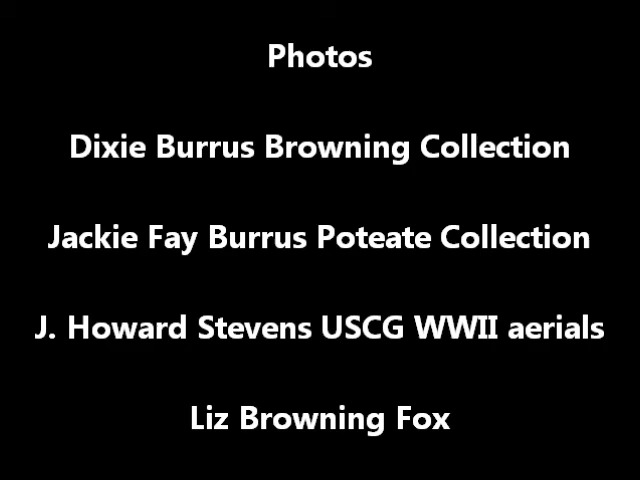 Photos
Dixie Burrus Browning Collection
Jackie Fay Burrus Poteate Collection
J. Howard Stevens USCG WWII aerials
Liz Browning Fox